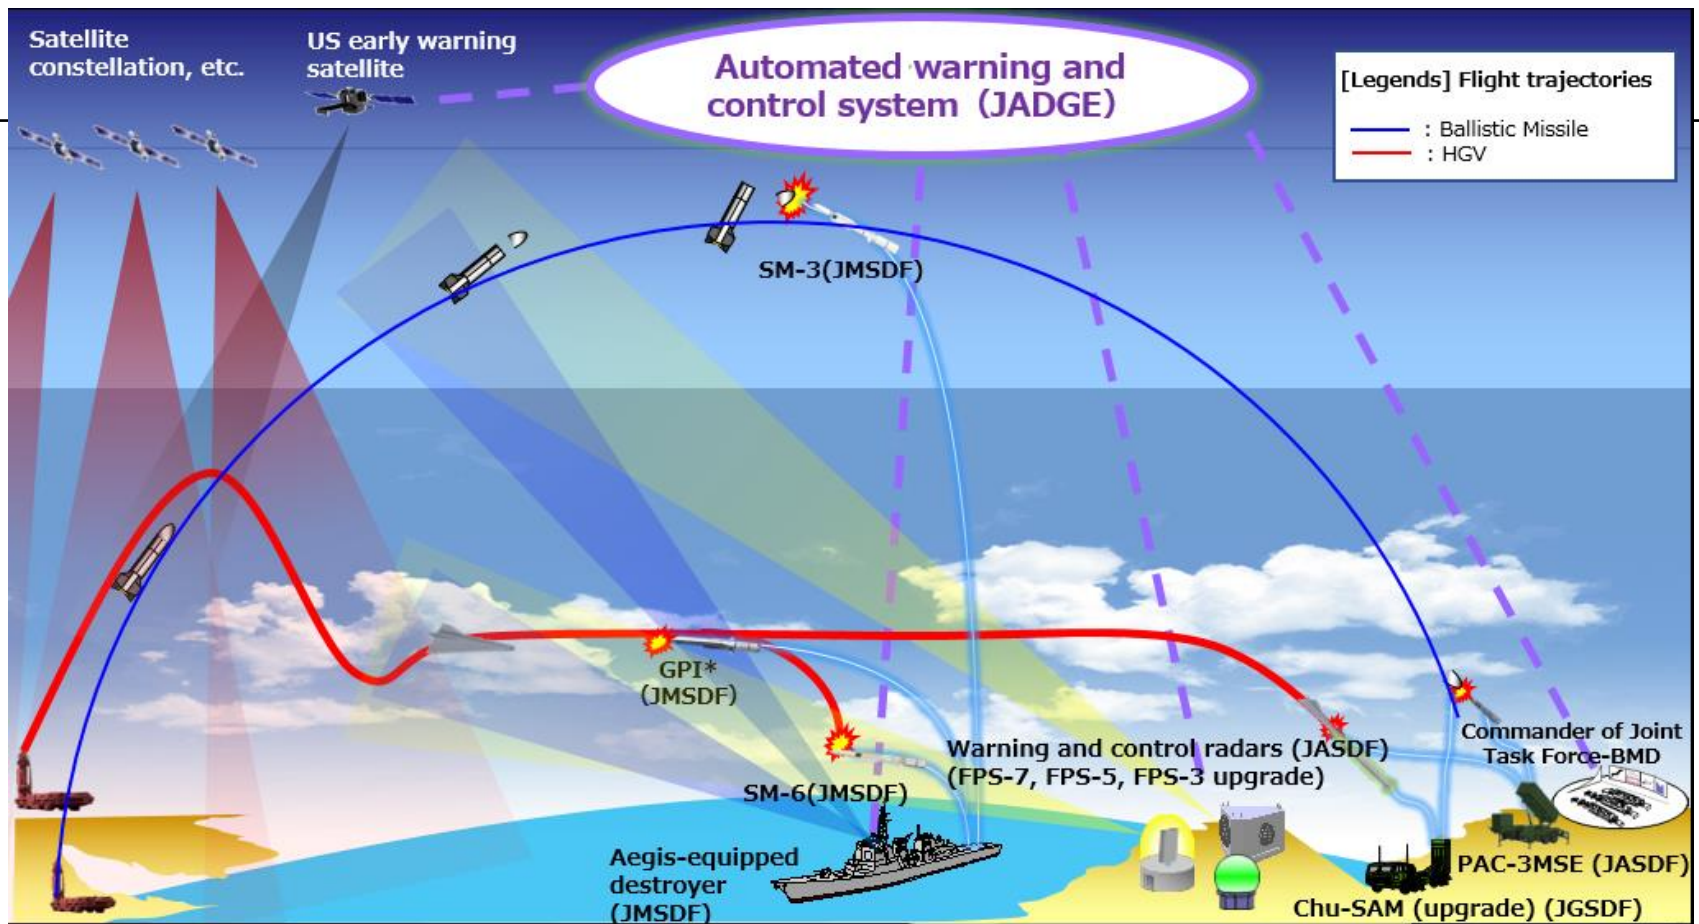 Satellite
constellation, etc.
US early warning
satellite
Automated warning and
control system (JADGE)
[Legends] Flight trajectories
: Ballistic Missile
: HGV
SM-3(JMSDF)
GPI*
(JMSDF)
SM-6(JMSDF)
Warning and control radars (JASDF)
(FPS-7, FPS-5, FPS-3 upgrade)
Commander of Joint
Task Force-BMD
Aegis-equipped
destroyer
(JMSDF)
PAC-3MSE (JASDF)
Chu-SAM (upgrade) (JGSDF)